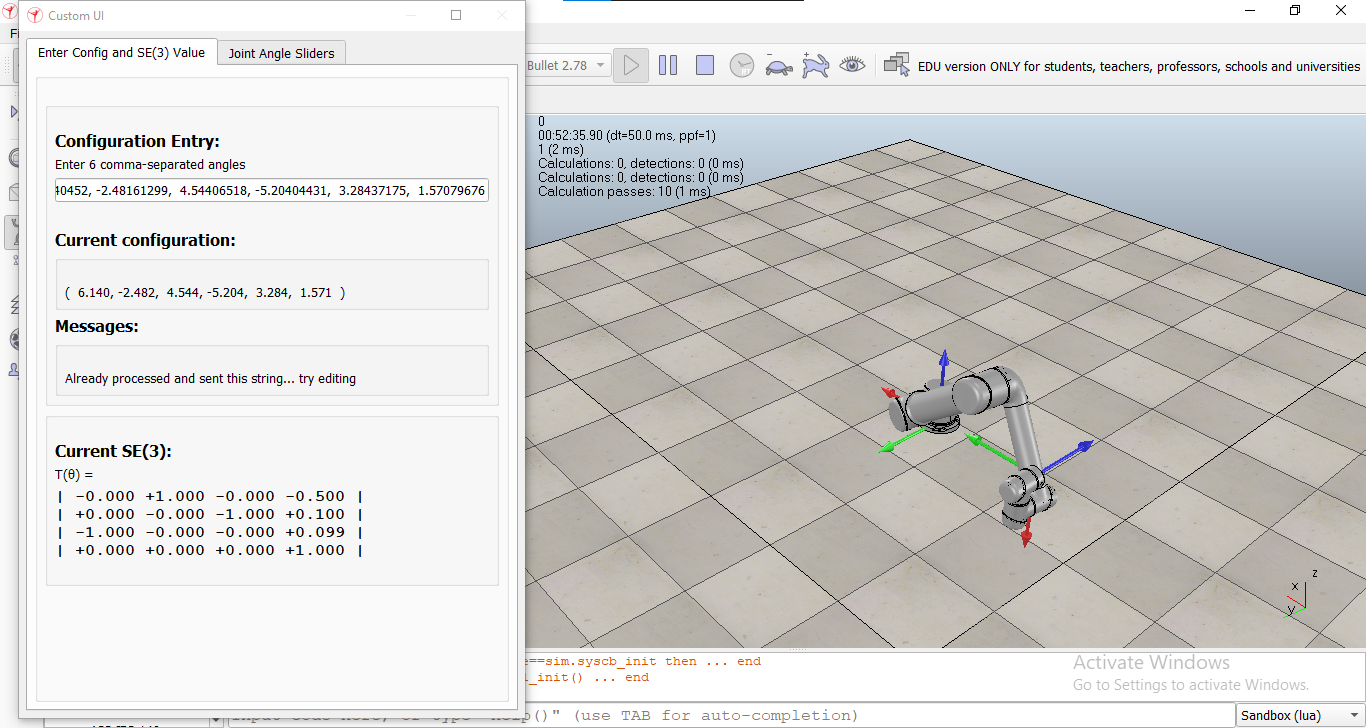 Custom UI
Enter Config and SE(3) Value
Joint Angle Sliders
Bullet 2.78
EDU version ONLY for students, teachers, professors, schools and universities
Configuration Entry:
Enter 6 comma-separated angles
40452, -2.48161299, 4.54406518, -5.20404431, 3.28437175, 1.57079676
Current configuration:
( 6.140, -2.482, 4.544, -5.204, 3.284, 1.571 )
Messages:
Already processed and sent this string... try editing
Current SE(3):
T(θ) =
| -0.000 +1.000 -0.000 -0.500 |
| +0.000 -0.000 -1.000 +0.100 |
| -1.000 -0.000 -0.000 +0.099 |
| +0.000 +0.000 +0.000 +1.000 |
0
00:52:35.90 (dt=50.0 ms, ppf=1)
1 (2 ms)
Calculations: 0, detections: 0 (0 ms)
Calculations: 0, detections: 0 (0 ms)
Calculation passes: 10 (1 ms)
x
y
z
==sim.syscb_init then ... end
_init() ... end
Activate Windows
Go to Settings to activate Windows.
()" (use TAB for auto-completion)
Sandbox (lua)